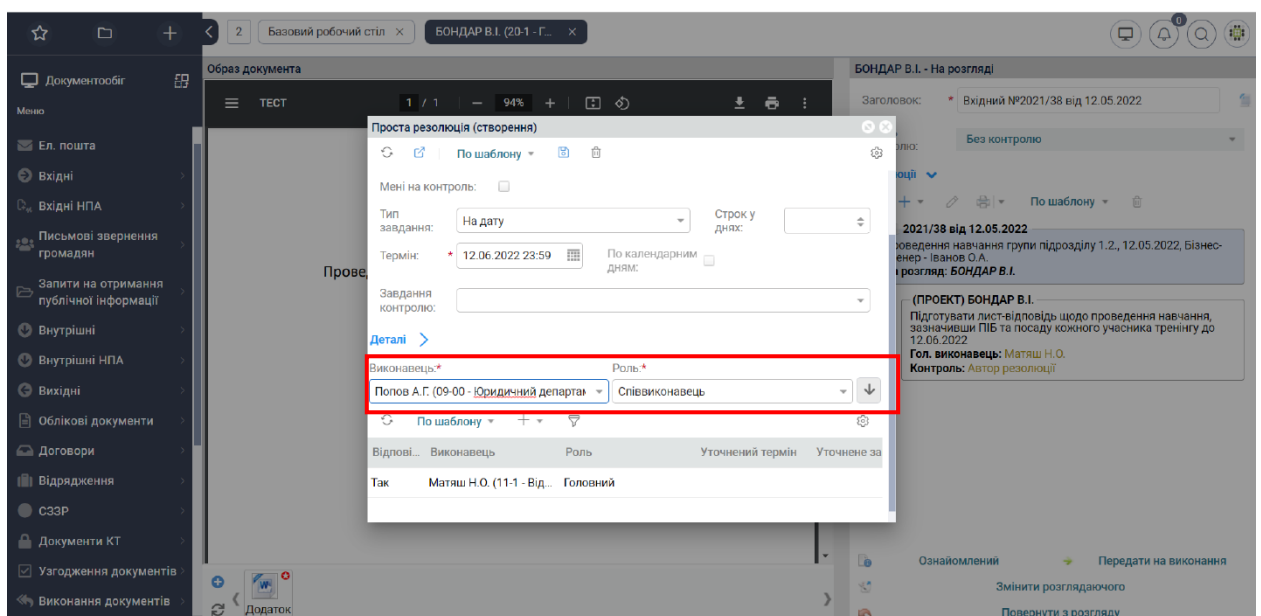 2
Базовий робочий стіл ×
БОНДАР В.І. (20-1 - Г... ×
0
Документообіг
Меню
Ел. пошта
Вхідні
Вхідні НПА
Письмові звернення
громадян
Запити на отримання
публічної інформації
Внутрішні
Внутрішні НПА
Вихідні
Облікові документи
Договори
Відрядження
СЗЗР
Документи КТ
Узгодження документів
Виконання документів
Образ документа
ТЕСТ
1 / 1
94%
Прове
Додаток
Проста резолюція (створення)
По шаблону
Мені на контроль:
Тип
завдання:
На дату
Строк у
днях:
Термін: *
12.06.2022 23:59
По календарним
дням:
Завдання
контролю:
Деталі
Виконавець:*
Роль:*
Попов А.Г. (09-00 - Юридичний департам
Співвиконавець
По шаблону
Відпові... Виконавець Роль Уточнений термін Уточнене за
Так Матяш Н.О. (11-1 - Від... Головний
БОНДАР В.І. - На розгляді
Заголовок: * Вхідний №2021/38 від 12.05.2022
олю:
Без контролю
юції
По шаблону
2021/38 від 12.05.2022
роведення навчання групи підрозділу 1.2., 12.05.2022, Бізнес-
енер - Іванов О.А.
розгляд: БОНДАР В.І.
(ПРОЕКТ) БОНДАР В.І.
Підготувати лист-відповідь щодо проведення навчання,
зазначивши ПІБ та посаду кожного учасника тренінгу до
12.06.2022
Гол. виконавець: Матяш Н.О.
Контроль: Автор резолюції
Ознайомлений
Передати на виконання
Змінити розглядаючого
Повернути з розгляду